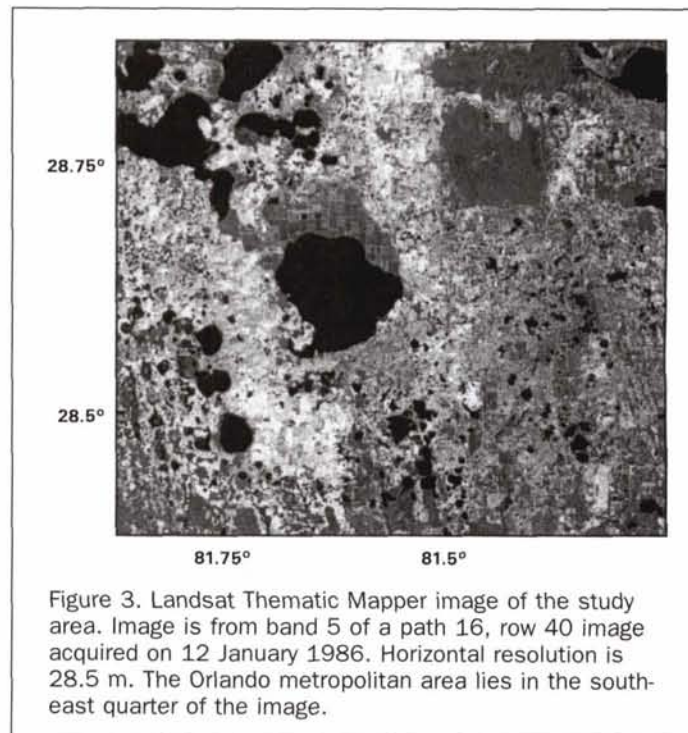 28.75°
28.5°
81.75° 81.5°
Figure 3. Landsat Thematic Mapper image of the study
area. Image is from band 5 of a path 16, row 40 image
acquired on 12 January 1986. Horizontal resolution is
28.5 m. The Orlando metropolitan area lies in the south-
east quarter of the image.